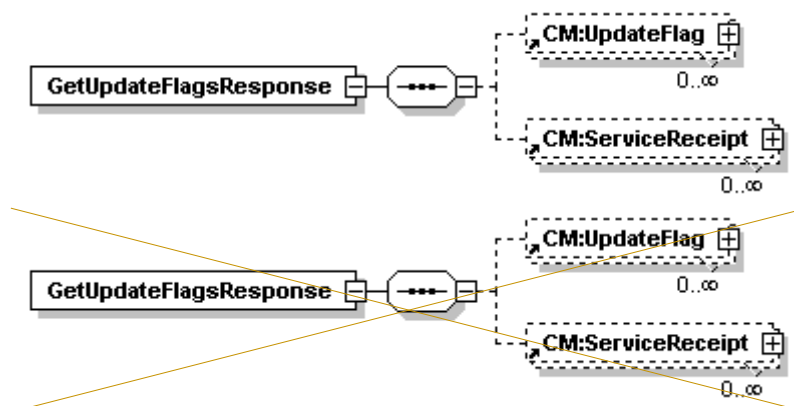 CM:UpdateFlag
0..∞
GetUpdateFlagsResponse
CM:ServiceReceipt
0..∞
CM:UpdateFlag
0..∞
GetUpdateFlagsResponse
CM:ServiceReceipt
0..∞